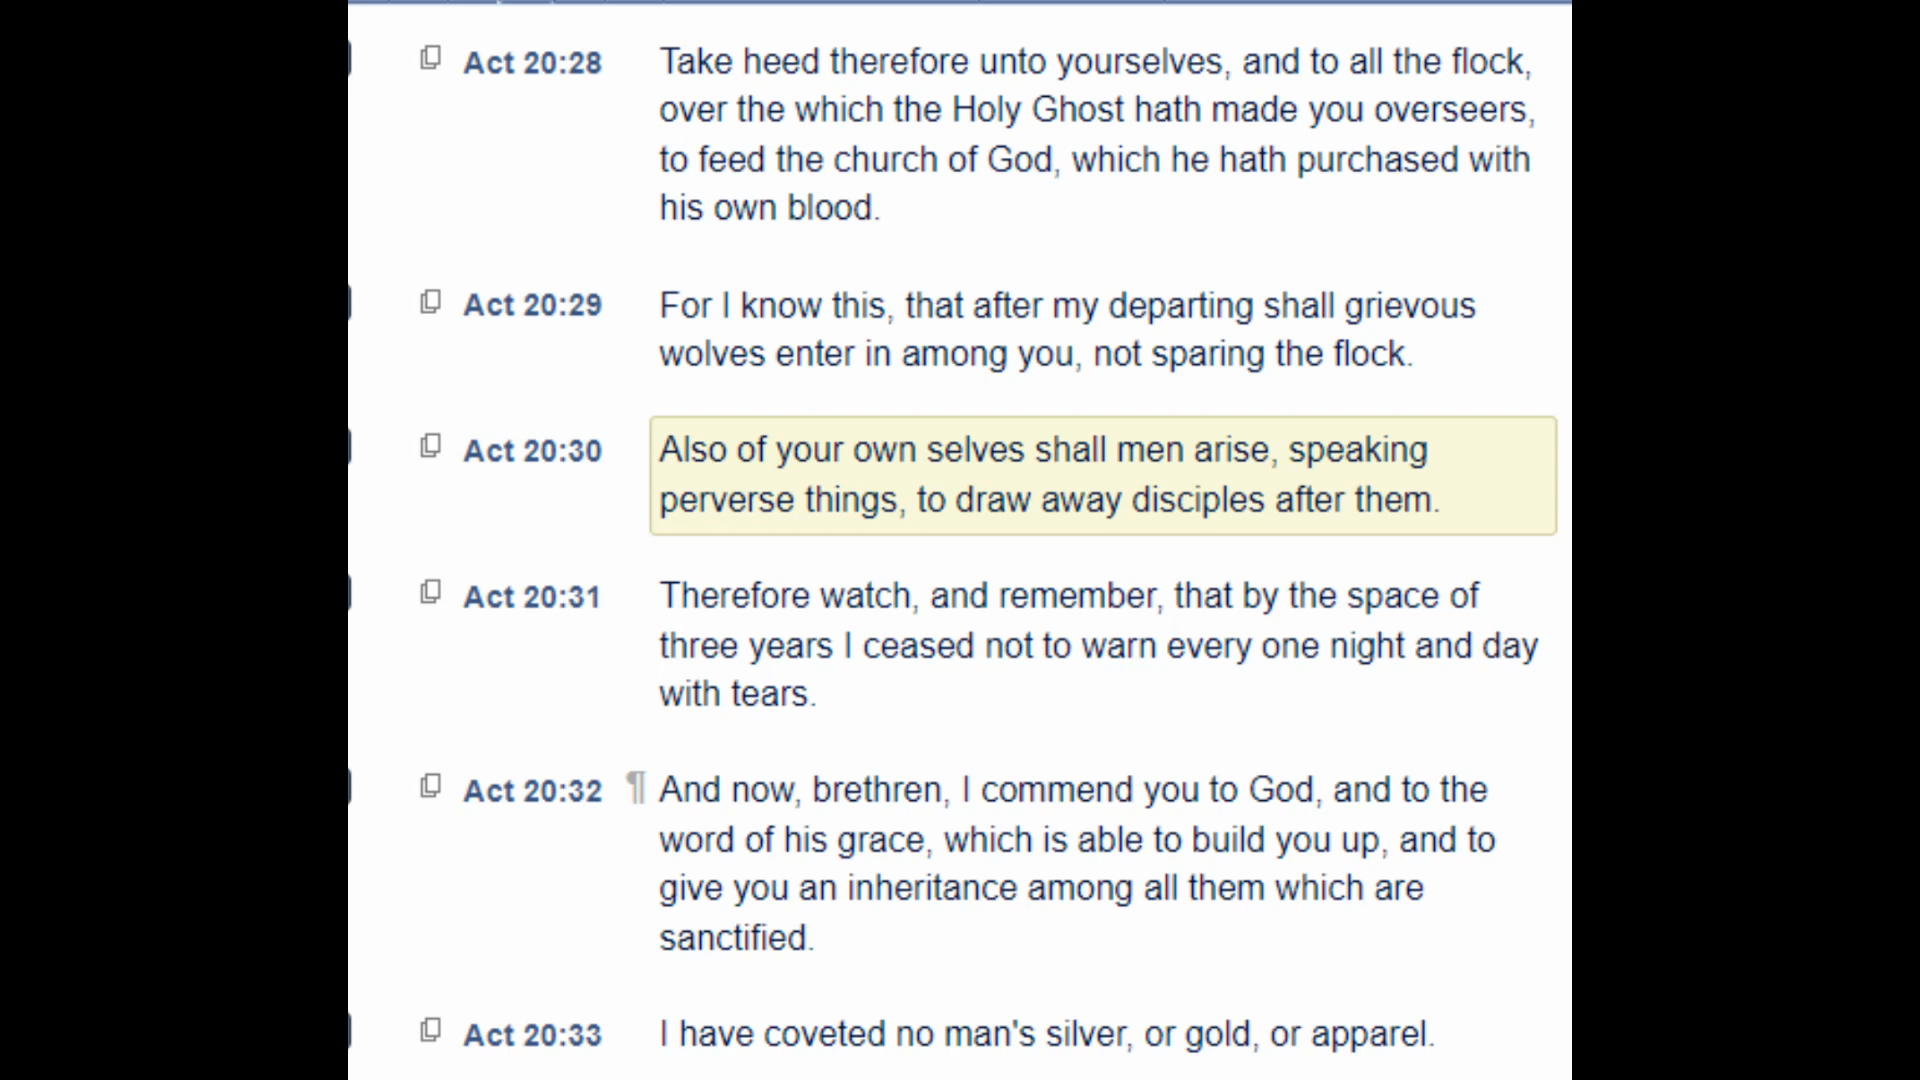 Act 20:28 Take heed therefore unto yourselves, and to all the flock,
over the which the Holy Ghost hath made you overseers,
to feed the church of God, which he hath purchased with
his own blood.
Act 20:29 For I know this, that after my departing shall grievous
wolves enter in among you, not sparing the flock.
Act 20:30 Also of your own selves shall men arise, speaking
perverse things, to draw away disciples after them.
Act 20:31 Therefore watch, and remember, that by the space of
three years I ceased not to warn every one night and day
with tears.
Act 20:32 ¶ And now, brethren, I commend you to God, and to the
word of his grace, which is able to build you up, and to
give you an inheritance among all them which are
sanctified.
Act 20:33 I have coveted no man's silver, or gold, or apparel.